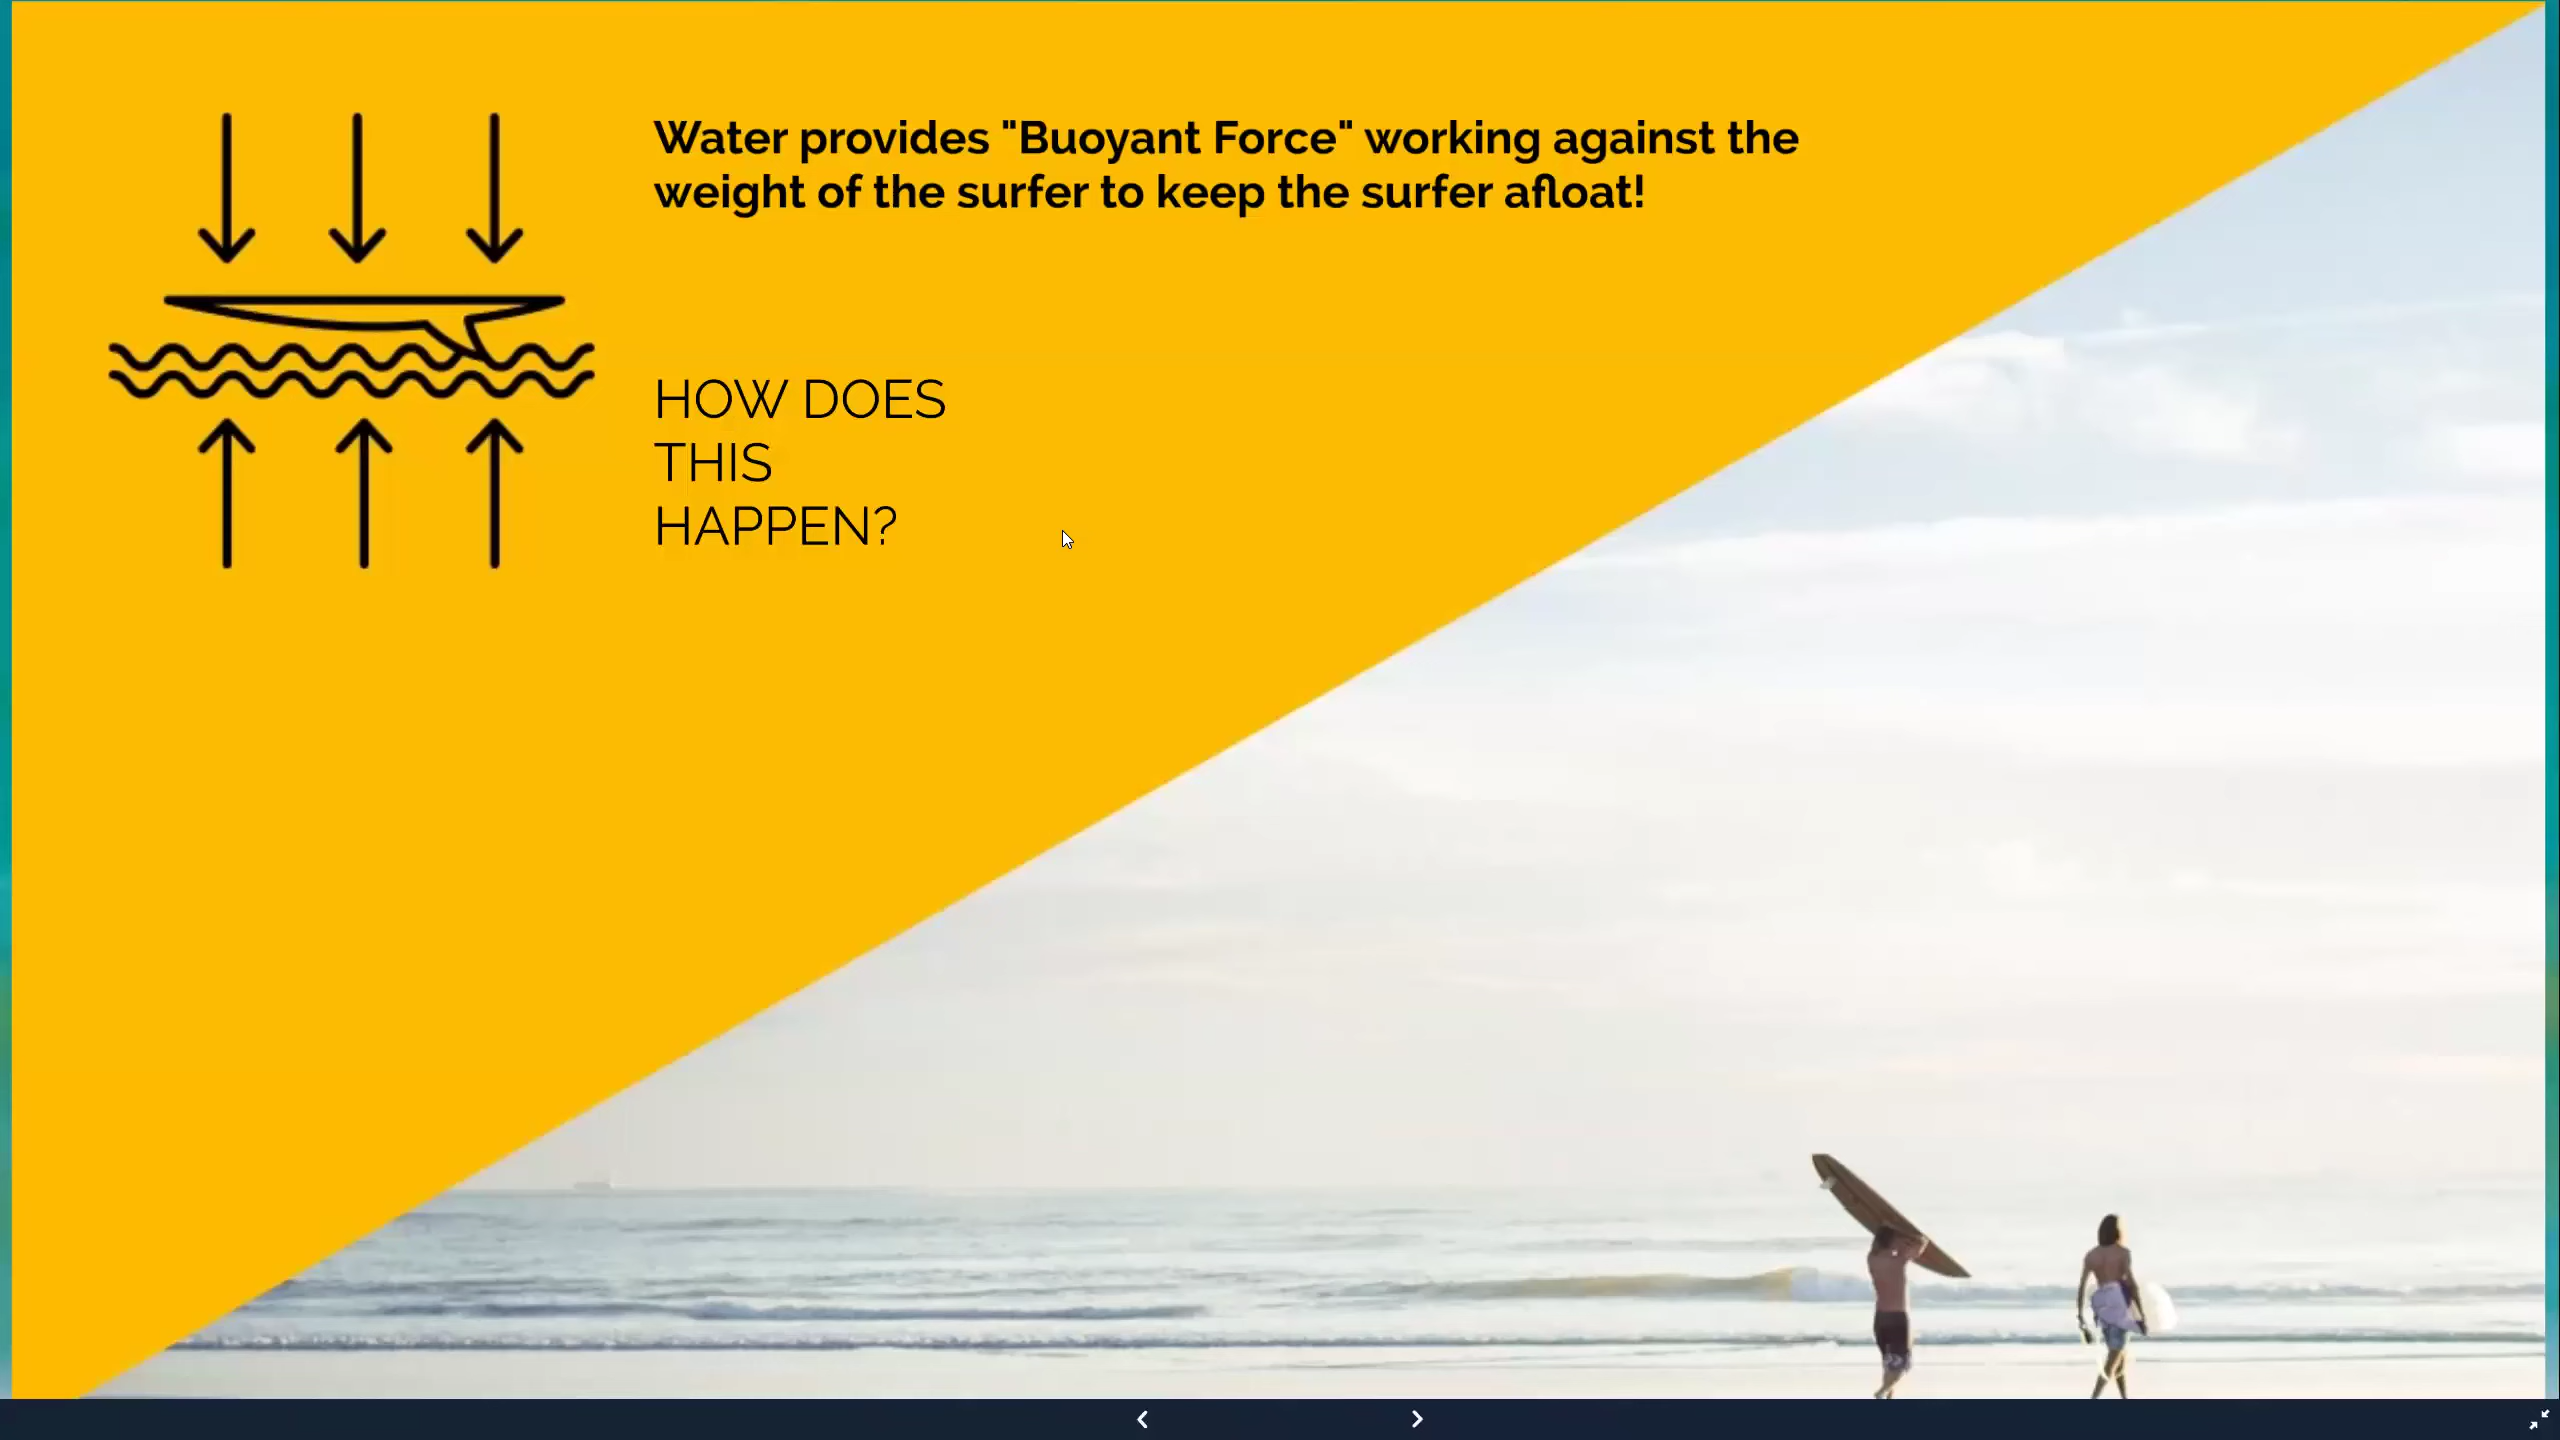 Water provides "Buoyant Force" working against the
weight of the surfer to keep the surfer afloat!
HOW DOES
THIS
HAPPEN?